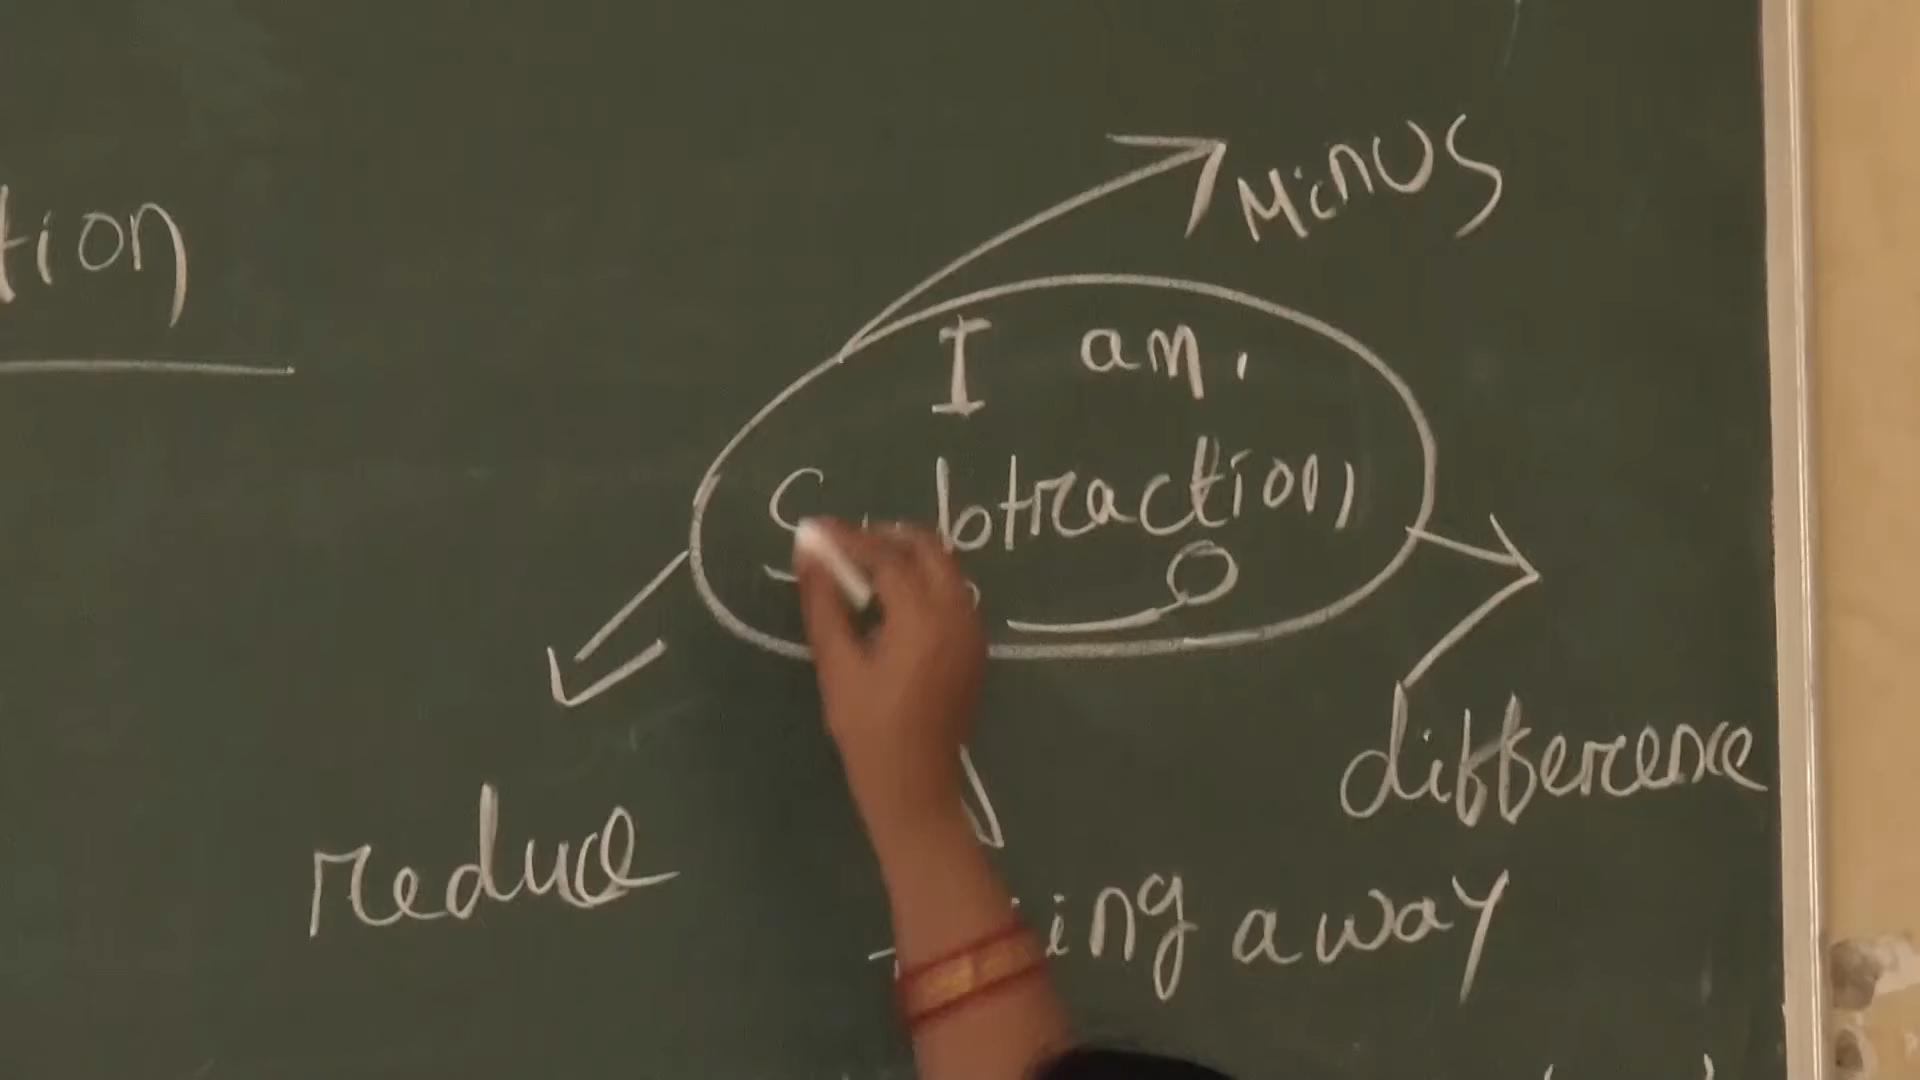 tion
Minus
I am.
Subtraction,
difference
reduce
ing away